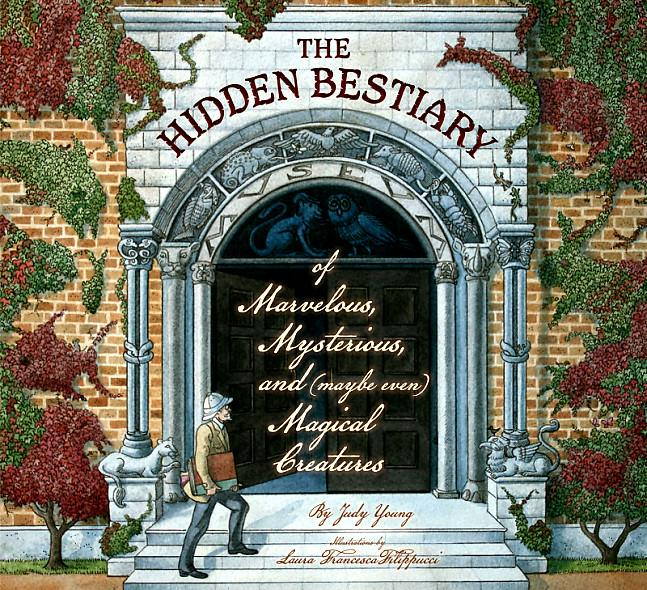 THE
HIDDEN BESTIARY
MUSEUM
of
Marvelous,
Mysterious,
and (maybe even)
Magical
Creatures
By Judy Young
Illustrations by
Laura Francesca Filippucci